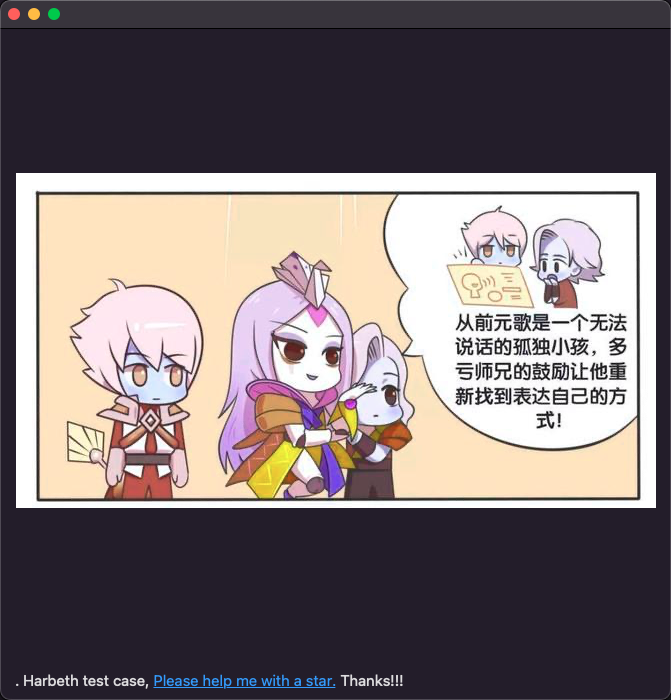 从前元歌是一个无法
说话的孤独小孩，多
亏师兄的鼓励让他重
新找到表达自己的方
式！
. Harbeth test case, Please help me with a star. Thanks!!!